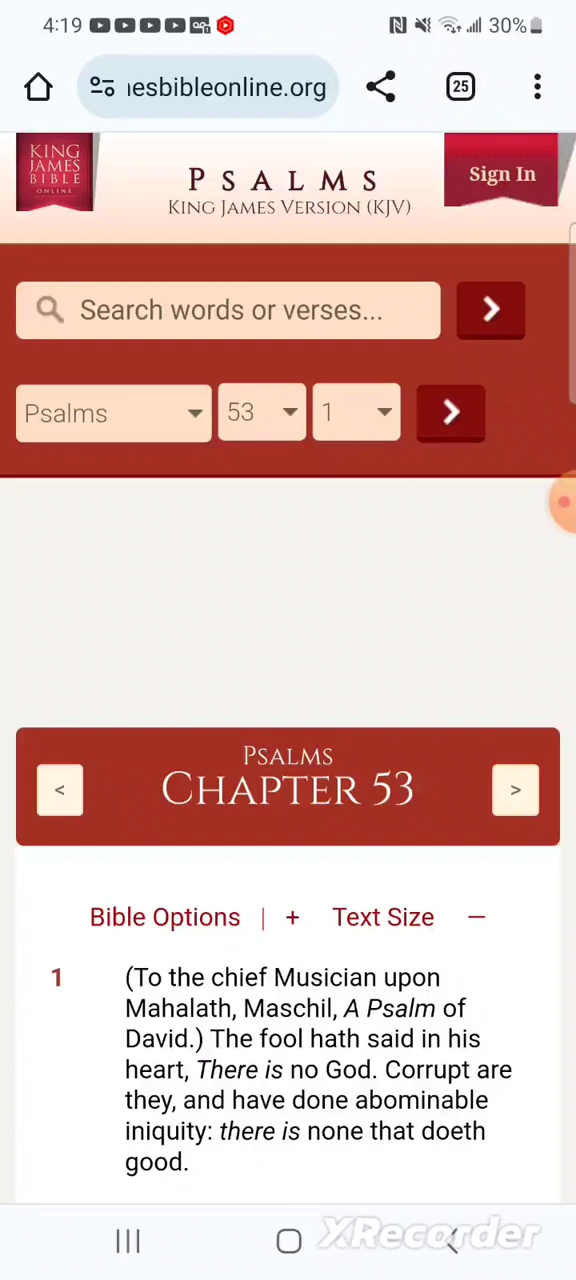 4:19
30%
iesbibleonline.org
25
KING
JAMES
BIBLE
ONLINE
PSALMS
KING JAMES VERSION (KJV)
Sign In
Search words or verses...
Psalms 53 1
PSALMS
< CHAPTER 53 >
Bible Options | + Text Size —
1 (To the chief Musician upon
Mahalath, Maschil, A Psalm of
David.) The fool hath said in his
heart, There is no God. Corrupt are
they, and have done abominable
iniquity: there is none that doeth
good.
XRecorder